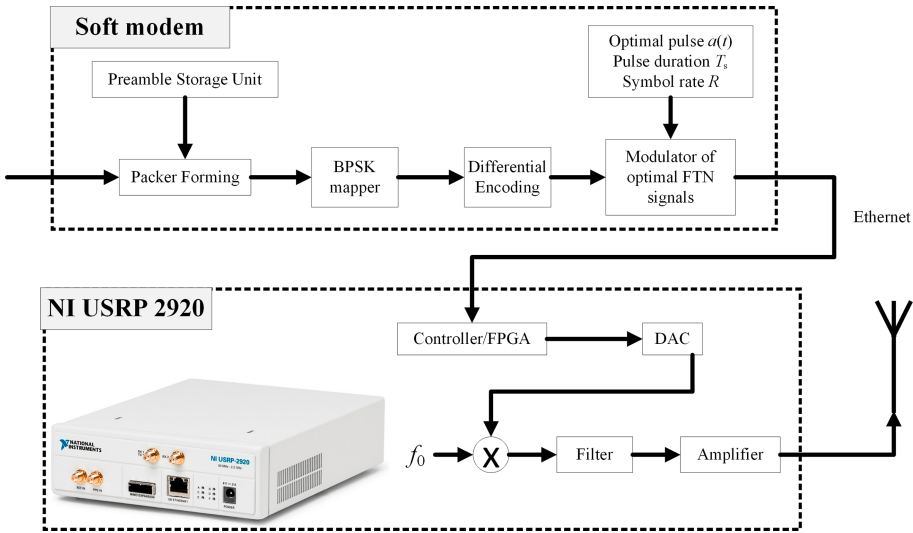 Soft modem
Optimal pulse a(t)
Pulse duration Ts
Symbol rate R
Preamble Storage Unit
Packer Forming
BPSK
mapper
Differential
Encoding
Modulator of
optimal FTN
signals
Ethernet
NI USRP 2920
Controller/FPGA
DAC
f0
X
Filter
Amplifier
NATIONAL
INSTRUMENTS
NI USRP-2920
POWER